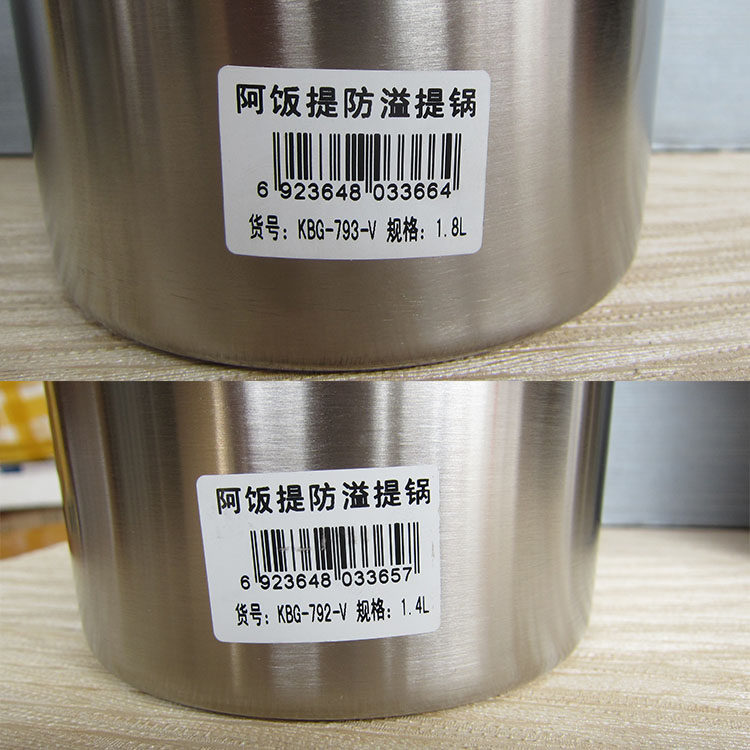 阿饭提防溢提锅
6 923648 033664
货号: KBG-793-V 规格: 1.8L
阿饭提防溢提锅
6 923648 033657
货号: KBG-792-V 规格: 1.4L